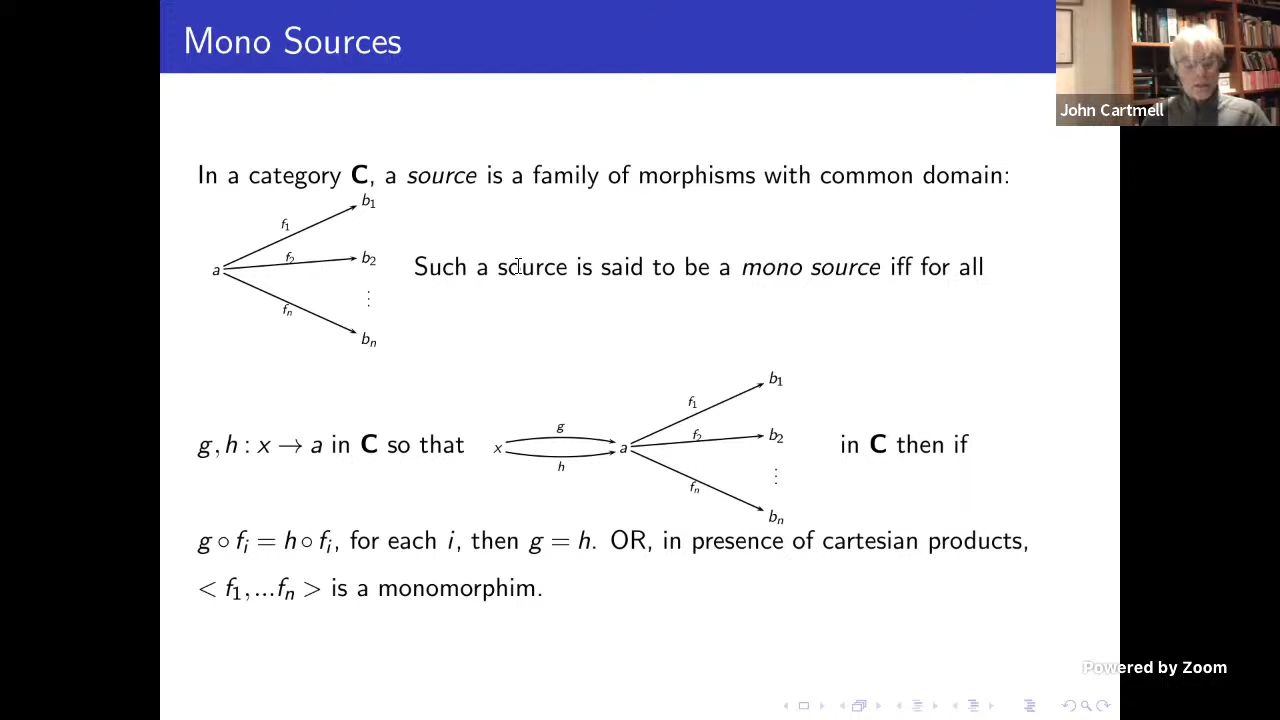 Mono Sources
John Cartmell
In a category C, a source is a family of morphisms with common domain:
b₁
f₁
f₂
b₂
a
Such a source is said to be a mono source iff for all
⋮
fₙ
bₙ
b₁
f₁
g
f₂
b₂
g, h : x → a in C so that
x
a
in C then if
h
⋮
fₙ
bₙ
g ∘ fᵢ = h ∘ fᵢ, for each i, then g = h. OR, in presence of cartesian products,
< f₁, ...fₙ > is a monomorphim.
Powered by Zoom